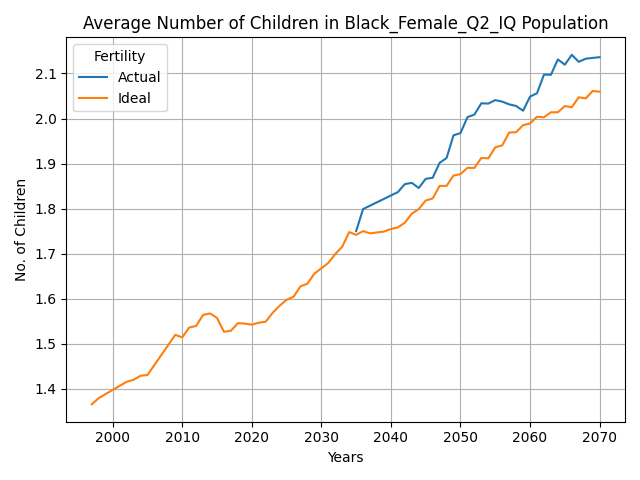 Average Number of Children in Black_Female_Q2_IQ Population
Fertility
Actual
Ideal
2.1
2.0
1.9
1.8
1.7
1.6
1.5
1.4
No. of Children
2000 2010 2020 2030 2040 2050 2060 2070
Years